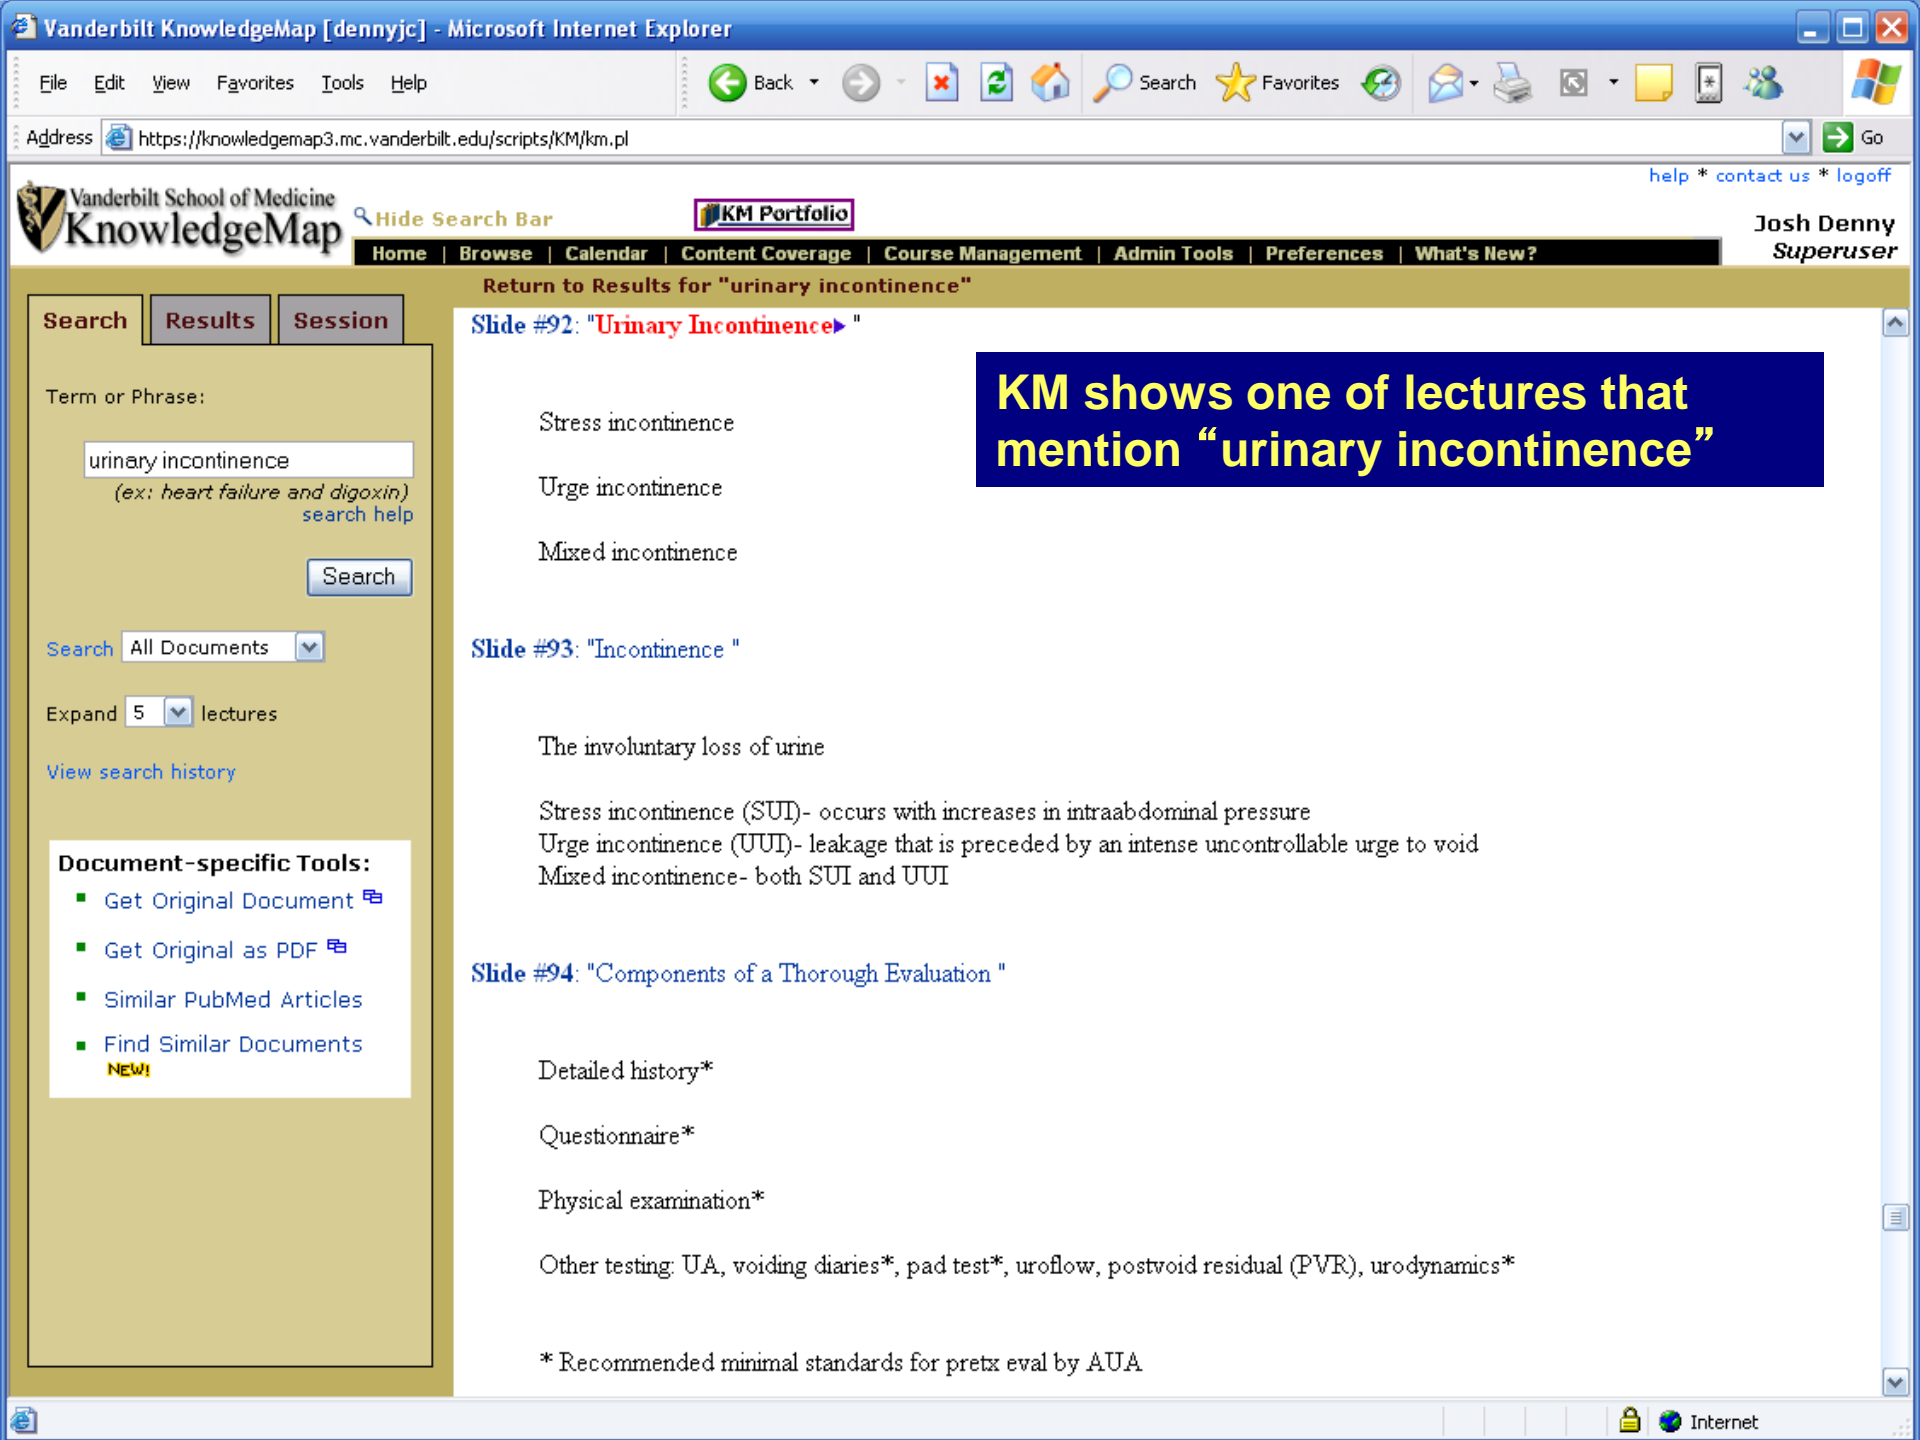 Vanderbilt KnowledgeMap [dennyjc] - Microsoft Internet Explorer
File Edit View Favorites Tools Help
Back Search Favorites
Address https://knowledgemap3.mc.vanderbilt.edu/scripts/KM/km.pl Go
help * contact us * logoff
Vanderbilt School of Medicine
KnowledgeMap
Hide Search Bar
KM Portfolio
Josh Denny
Superuser
Home | Browse | Calendar | Content Coverage | Course Management | Admin Tools | Preferences | What's New?
Return to Results for "urinary incontinence"
Search Results Session
Term or Phrase:
urinary incontinence
(ex: heart failure and digoxin)
search help
Search
Search All Documents
Expand 5 lectures
View search history
Document-specific Tools:
Get Original Document
Get Original as PDF
Similar PubMed Articles
Find Similar Documents
NEW!
Slide #92: "Urinary Incontinence "
KM shows one of lectures that
mention “urinary incontinence”
Stress incontinence
Urge incontinence
Mixed incontinence
Slide #93: "Incontinence "
The involuntary loss of urine
Stress incontinence (SUI)- occurs with increases in intraabdominal pressure
Urge incontinence (UUI)- leakage that is preceded by an intense uncontrollable urge to void
Mixed incontinence- both SUI and UUI
Slide #94: "Components of a Thorough Evaluation "
Detailed history*
Questionnaire*
Physical examination*
Other testing: UA, voiding diaries*, pad test*, uroflow, postvoid residual (PVR), urodynamics*
* Recommended minimal standards for pretx eval by AUA
Internet